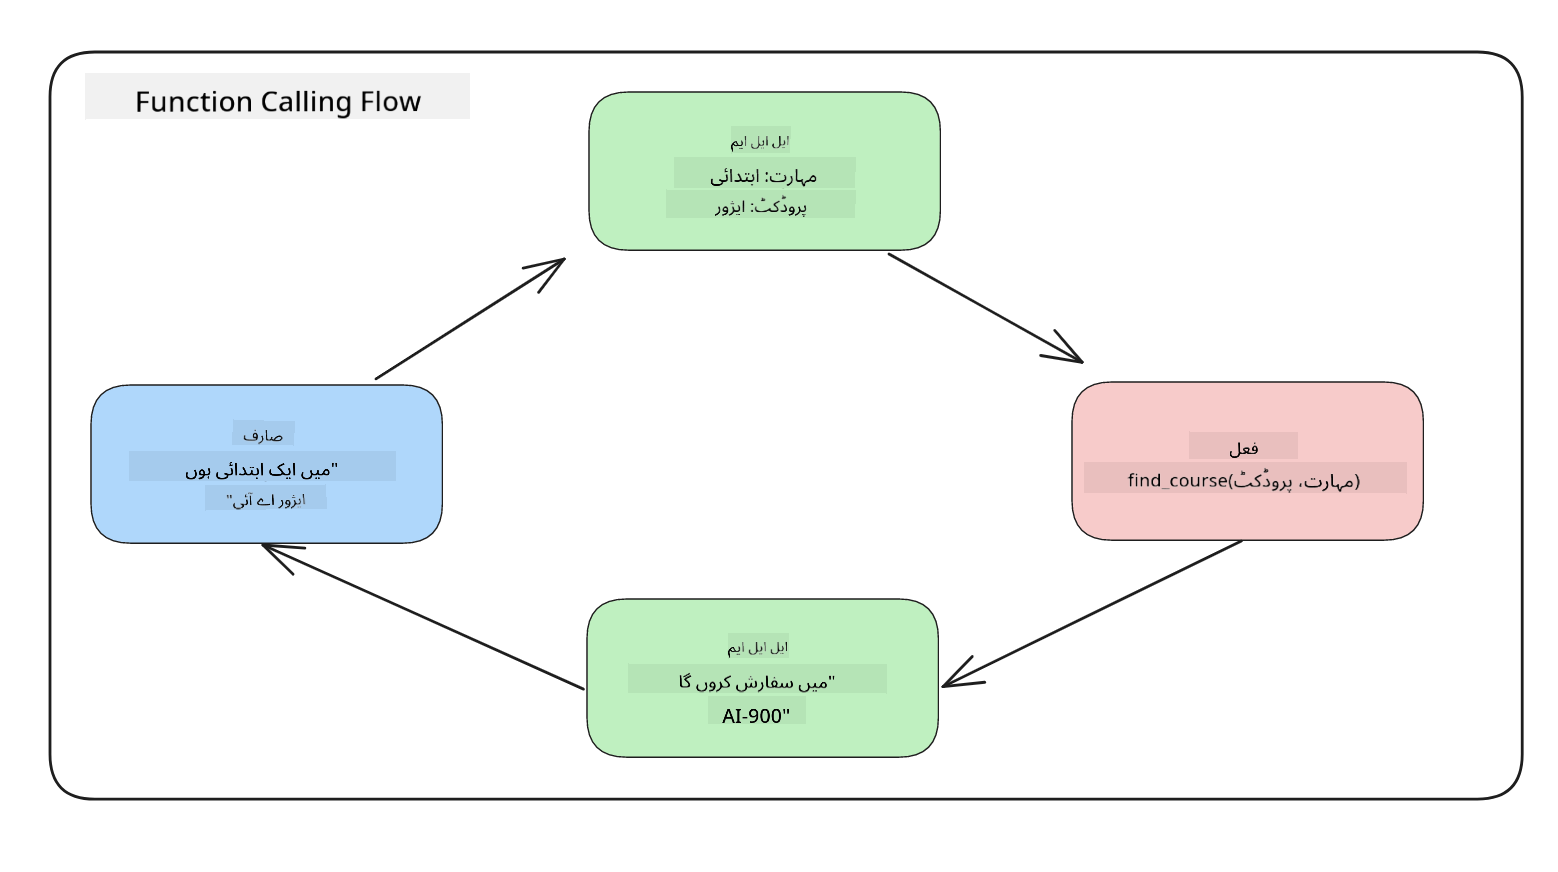 Function Calling Flow
ایل ایل ایم
مہارت: ابتدائی
پروڈکٹ: ایژور
صارف
"میں ایک ابتدائی ہوں
ایژور اے آئی"
فعل
find_course(مہارت، پروڈکٹ)
ایل ایل ایم
"میں سفارش کروں گا
AI-900"